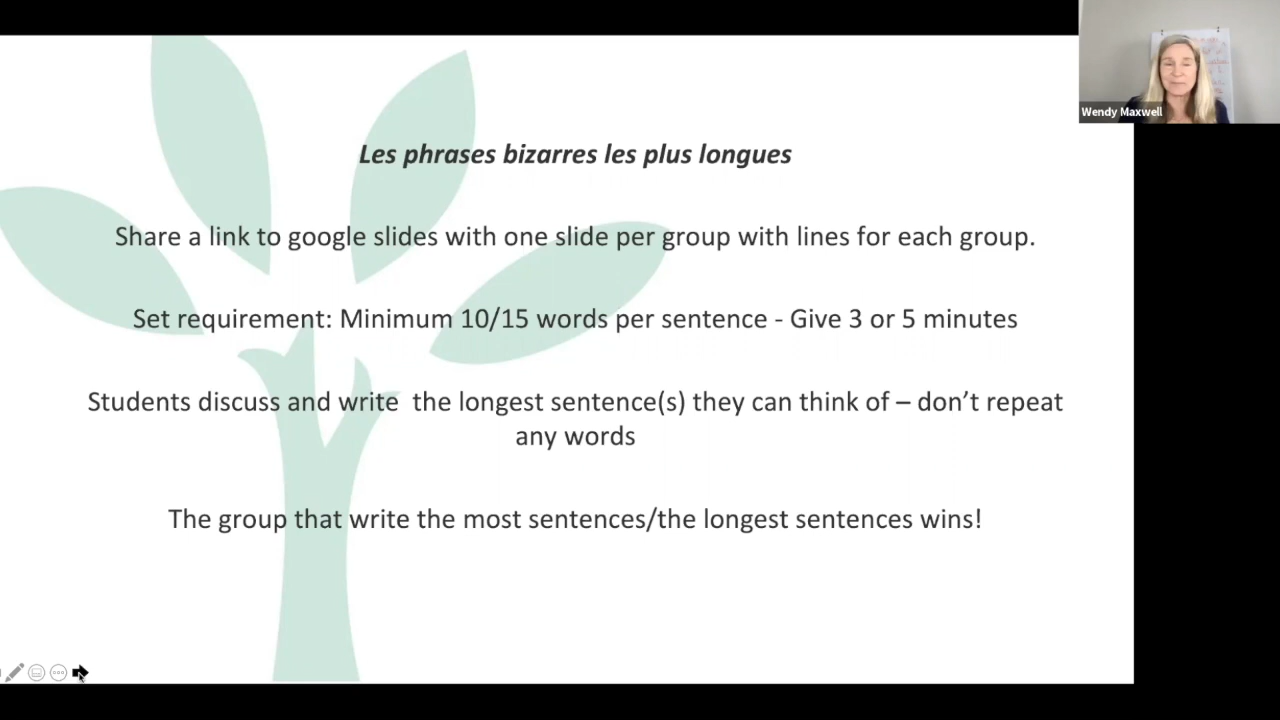 Wendy Maxwell
Les phrases bizarres les plus longues
Share a link to google slides with one slide per group with lines for each group.
Set requirement: Minimum 10/15 words per sentence - Give 3 or 5 minutes
Students discuss and write  the longest sentence(s) they can think of – don’t repeat
any words
The group that write the most sentences/the longest sentences wins!